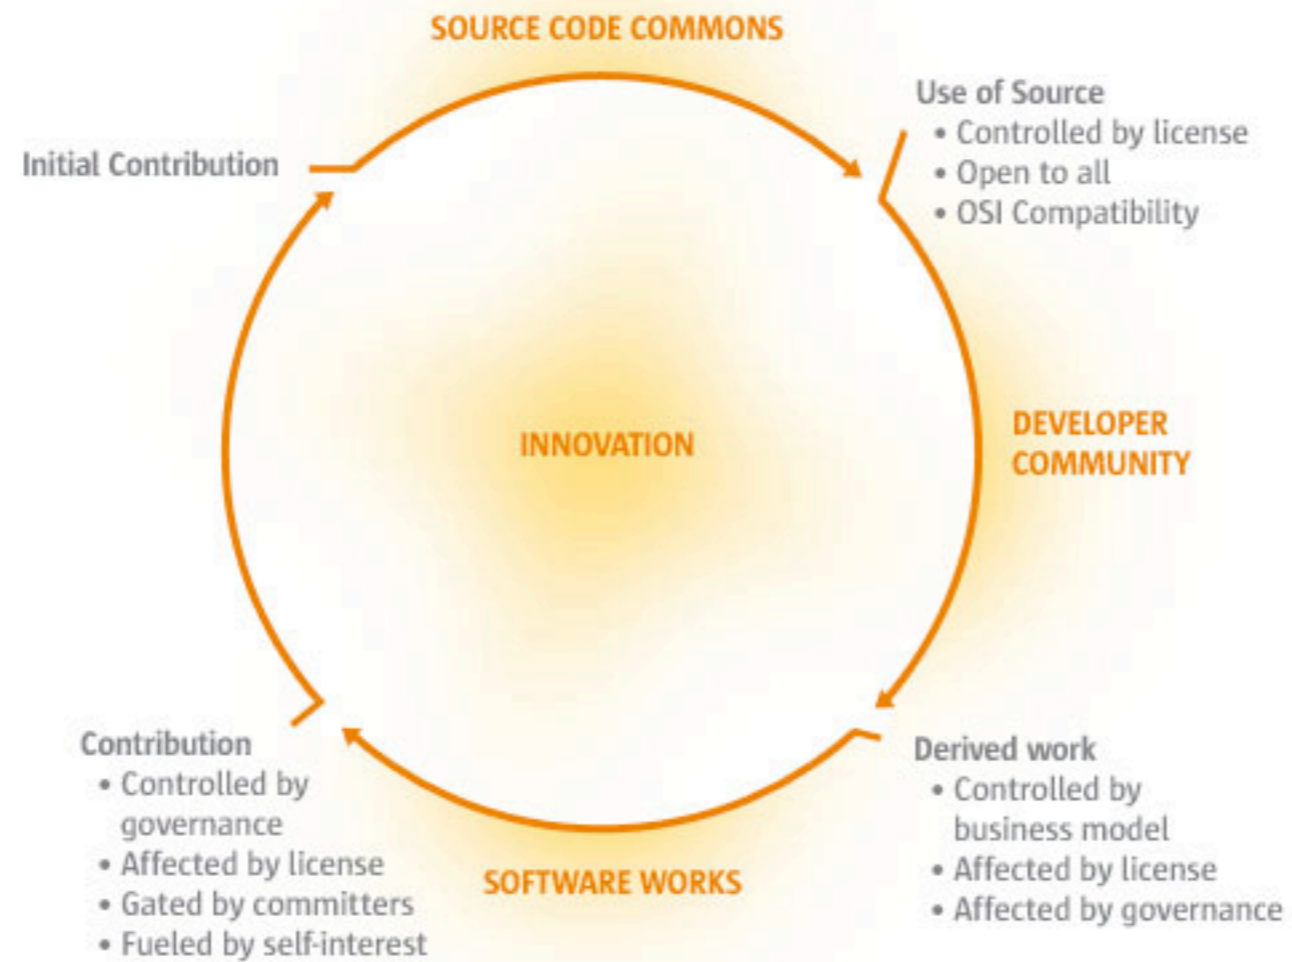 SOURCE CODE COMMONS
Initial Contribution
Use of Source
• Controlled by license
• Open to all
• OSI Compatibility
INNOVATION
DEVELOPER
COMMUNITY
Contribution
• Controlled by
governance
• Affected by license
• Gated by committers
• Fueled by self-interest
SOFTWARE WORKS
Derived work
• Controlled by
business model
• Affected by license
• Affected by governance